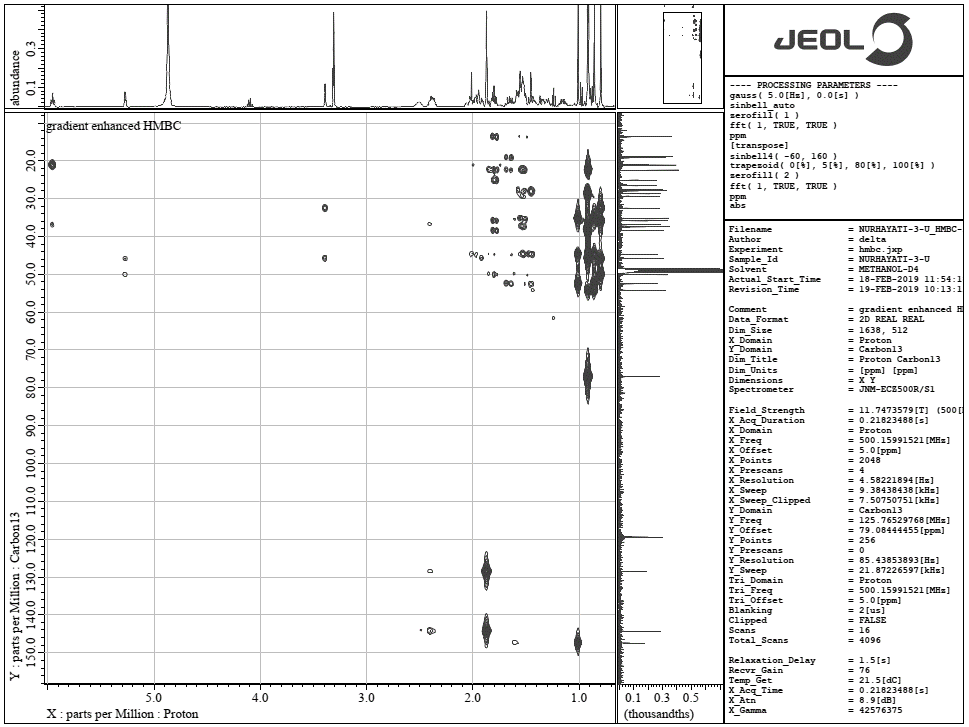 abundance
0.1 0.3
gradient enhanced HMBC
20.0
30.0
40.0
50.0
60.0
70.0
80.0
90.0
100.0
110.0
120.0
130.0
140.0
150.0
Y : parts per Million : Carbon13
5.0 4.0 3.0 2.0 1.0
X : parts per Million : Proton
0.1 0.3 0.5
(thousandths)
JEOL
---- PROCESSING PARAMETERS ----
gauss( 5.0[Hz], 0.0[s] )
sinbell_auto
zerofill( 1 )
fft( 1, TRUE, TRUE )
ppm
[transpose]
sinbell4( -60, 160 )
trapezoid( 0[%], 5[%], 80[%], 100[%] )
zerofill( 2 )
fft( 1, TRUE, TRUE )
ppm
abs
Filename = NURHAYATI-3-U_HMBC-
Author = delta
Experiment = hmbc.jxp
Sample_Id = NURHAYATI-3-U
Solvent = METHANOL-D4
Actual_Start_Time = 18-FEB-2019 11:54:1
Revision_Time = 19-FEB-2019 10:13:1
Comment = gradient enhanced H
Data_Format = 2D REAL REAL
Dim_Size = 1638, 512
X_Domain = Proton
Y_Domain = Carbon13
Dim_Title = Proton Carbon13
Dim_Units = [ppm] [ppm]
Dimensions = X Y
Spectrometer = JNM-ECZ500R/S1
Field_Strength = 11.7473579[T] (500[
X_Acq_Duration = 0.21823488[s]
X_Domain = Proton
X_Freq = 500.15991521[MHz]
X_Offset = 5.0[ppm]
X_Points = 2048
X_Prescans = 4
X_Resolution = 4.58221894[Hz]
X_Sweep = 9.38438438[kHz]
X_Sweep_Clipped = 7.50750751[kHz]
Y_Domain = Carbon13
Y_Freq = 125.76529768[MHz]
Y_Offset = 79.08444455[ppm]
Y_Points = 256
Y_Prescans = 0
Y_Resolution = 85.43853893[Hz]
Y_Sweep = 21.87226597[kHz]
Tri_Domain = Proton
Tri_Freq = 500.15991521[MHz]
Tri_Offset = 5.0[ppm]
Blanking = 2[us]
Clipped = FALSE
Scans = 16
Total_Scans = 4096
Relaxation_Delay = 1.5[s]
Recvr_Gain = 76
Temp_Get = 21.5[dC]
X_Acq_Time = 0.21823488[s]
X_Atn = 8.9[dB]
X_Gamma = 42576375